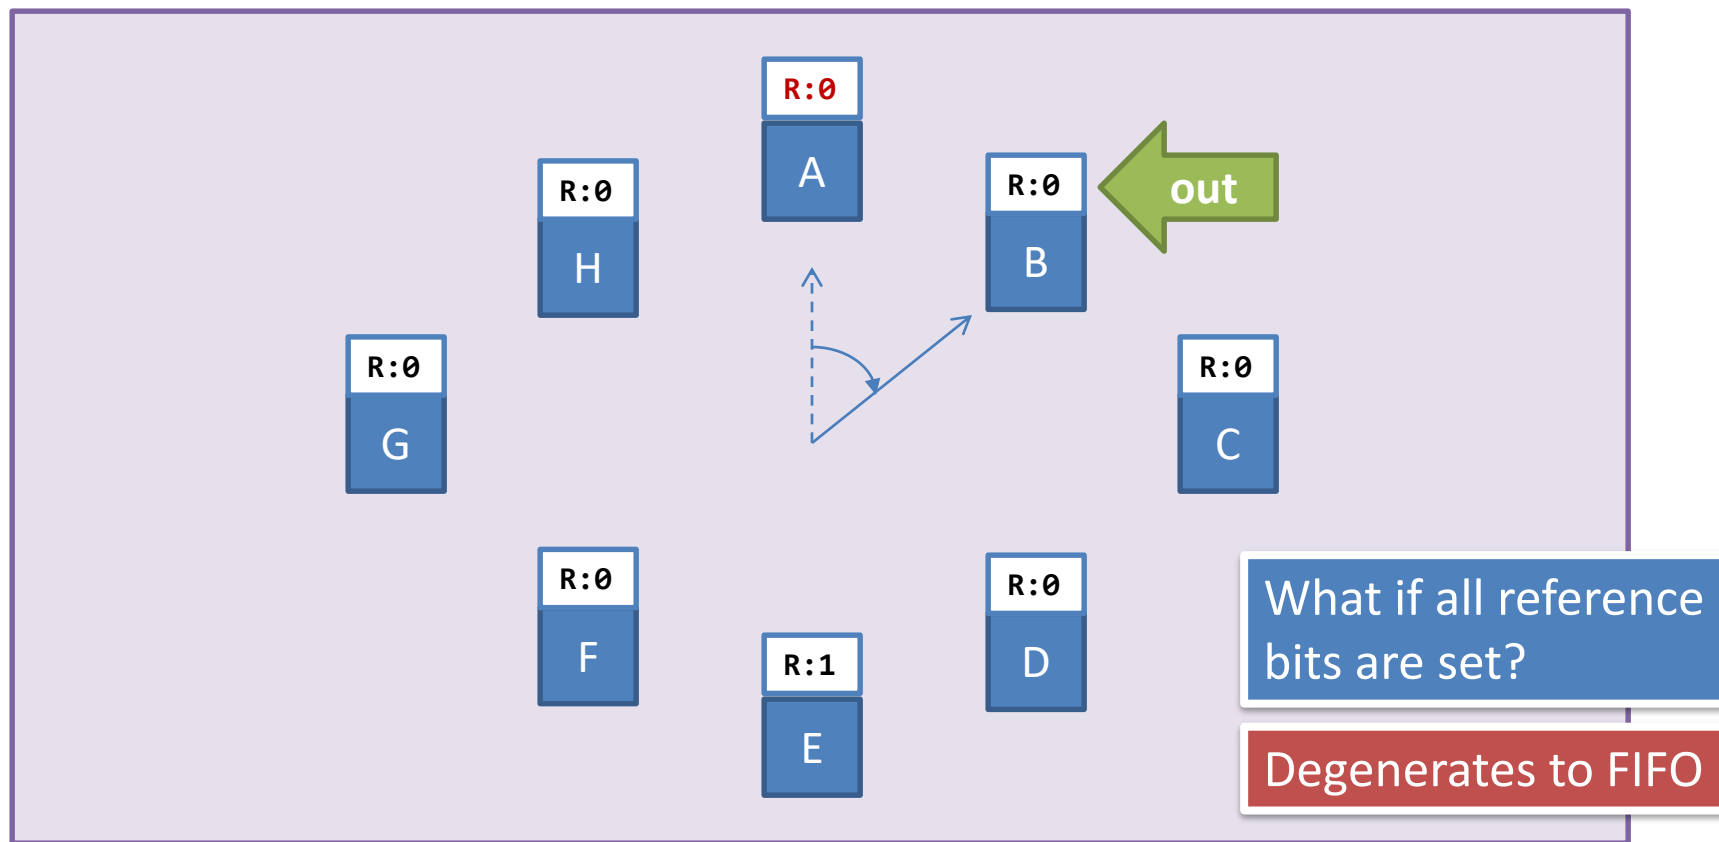 R:0
A
R:0
H
R:0
B
out
R:0
G
R:0
C
R:0
F
R:1
E
R:0
D
What if all reference
bits are set?
Degenerates to FIFO